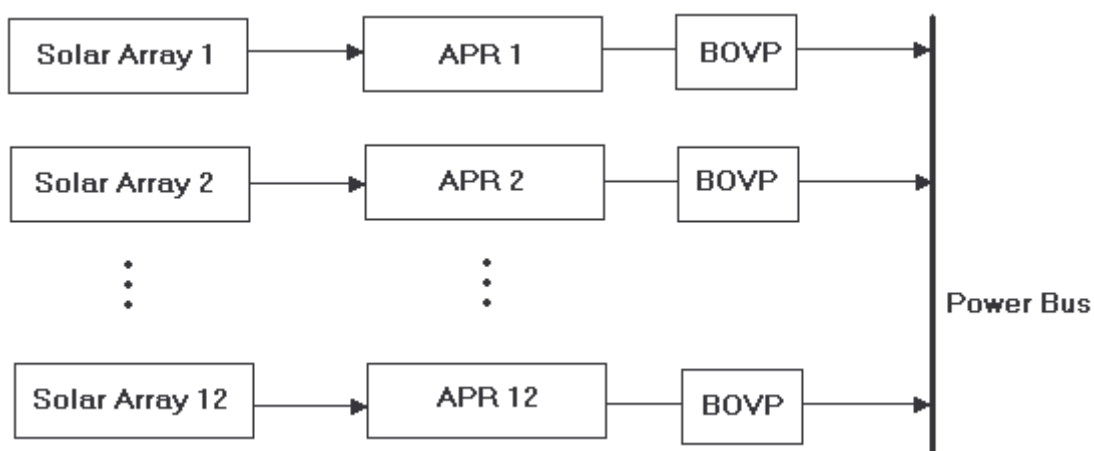 Solar Array 1
APR 1
BOVP
Solar Array 2
APR 2
BOVP
Power Bus
Solar Array 12
APR 12
BOVP